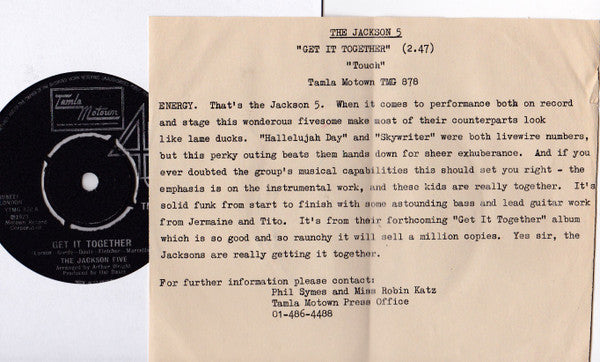 THE JACKSON 5
"GET IT TOGETHER" (2.47)
"Touch"
Tamla Motown TMG 878
ENERGY. That's the Jackson 5. When it comes to performance both on record
and stage this wonderous fivesome make most of their counterparts look
like lame ducks. "Hallelujah Day" and "Skywriter" were both livewire numbers,
but this perky outing beats them hands down for sheer exhuberance. And if you
ever doubted the group's musical capabilities this should set you right - the
emphasis is on the instrumental work, and these kids are really together. It's
solid funk from start to finish with some astounding bass and lead guitar work
from Jermaine and Tito. It's from their forthcoming "Get It Together" album
which is so good and so raunchy it will sell a million copies. Yes sir, the
Jacksons are really getting it together.
For further information please contact:
Phil Symes and Miss Robin Katz
Tamla Motown Press Office
01-486-4488
Tamla
Motown
GET IT TOGETHER
THE JACKSON FIVE
Arranged by Arthur Wright
Produced by Hal Davis